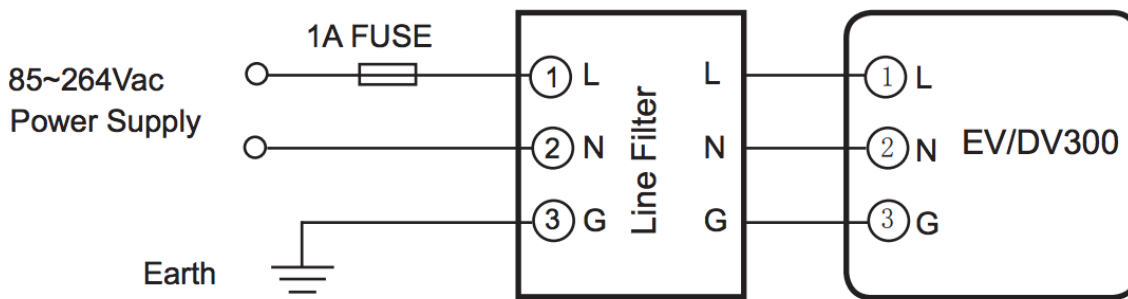 1A FUSE
85~264Vac
Power Supply
Earth
1 L
2 N
3 G
Line Filter
L
N
G
1 L
2 N
3 G
EV/DV300